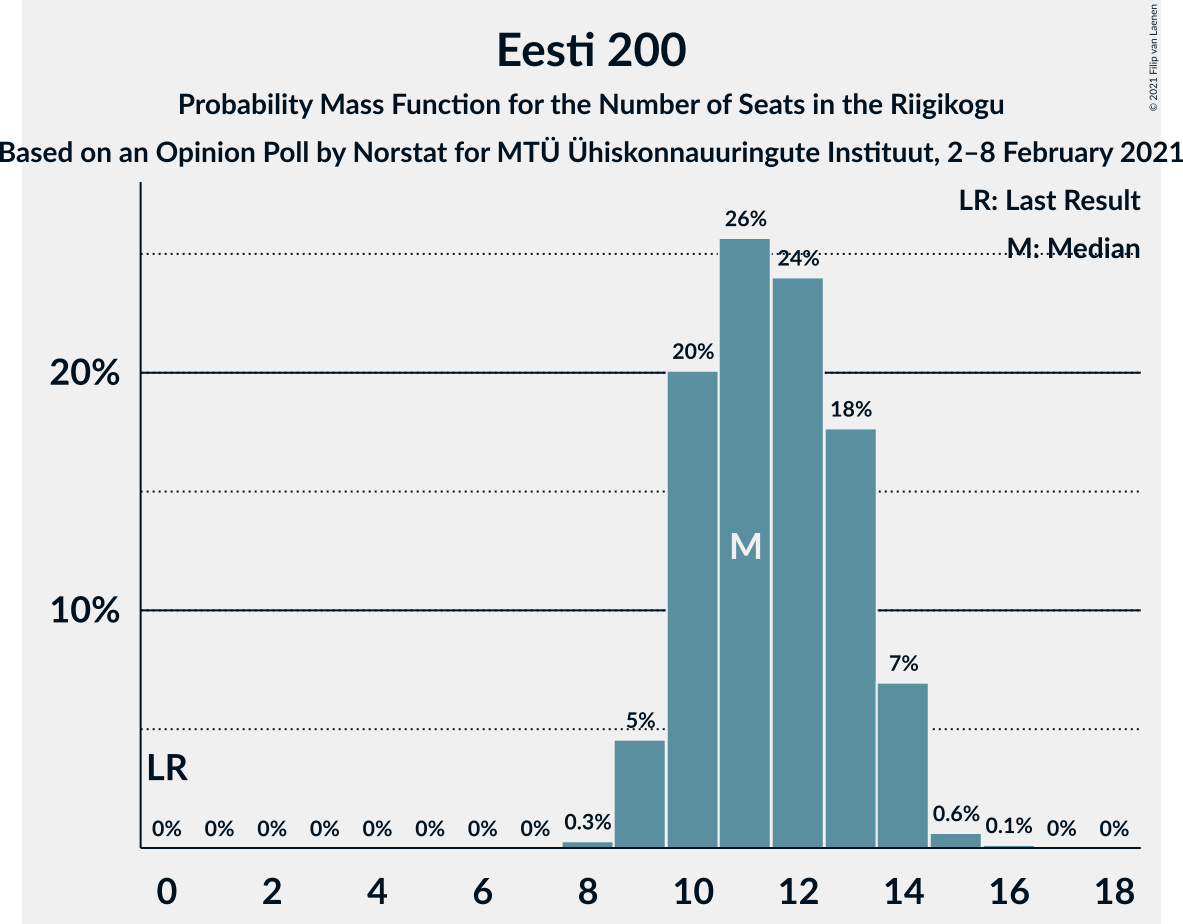 Eesti 200
Probability Mass Function for the Number of Seats in the Riigikogu
Based on an Opinion Poll by Norstat for MTÜ Ühiskonnauuringute Instituut, 2–8 February 2021
© 2021 Filip van Laenen
LR: Last Result
M: Median
26%
24%
20%
20%
18%
M
10%
7%
5%
LR
0% 0% 0% 0% 0% 0% 0% 0% 0.3% 0.6% 0.1% 0% 0%
0 2 4 6 8 10 12 14 16 18